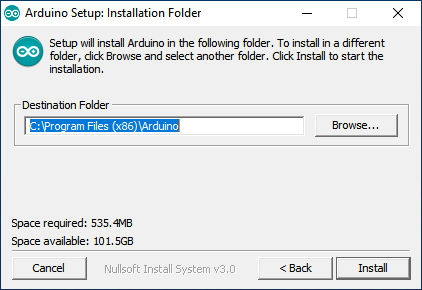 Arduino Setup: Installation Folder
Setup will install Arduino in the following folder. To install in a different
folder, click Browse and select another folder. Click Install to start the
installation.
Destination Folder
C:\Program Files (x86)\Arduino
Browse...
Space required: 535.4MB
Space available: 101.5GB
Cancel
Nullsoft Install System v3.0
< Back
Install